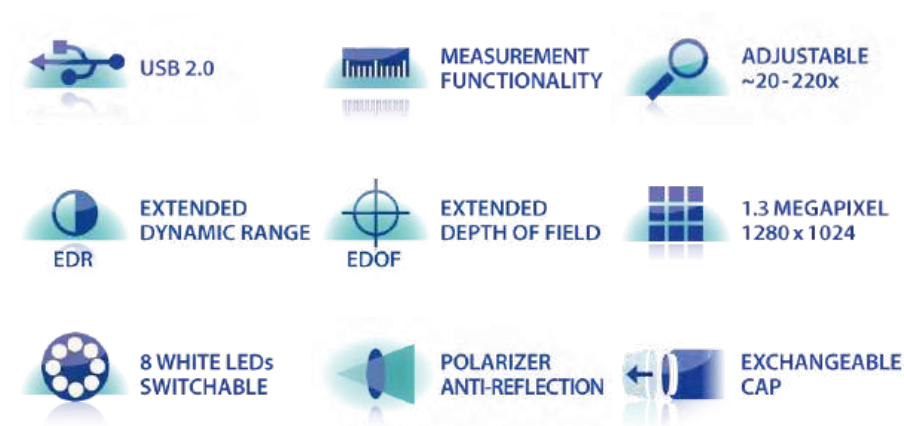 USB 2.0
MEASUREMENT
FUNCTIONALITY
ADJUSTABLE
~20-220x
EDR
EXTENDED
DYNAMIC RANGE
EDOF
EXTENDED
DEPTH OF FIELD
1.3 MEGAPIXEL
1280 x 1024
8 WHITE LEDs
SWITCHABLE
POLARIZER
ANTI-REFLECTION
EXCHANGEABLE
CAP